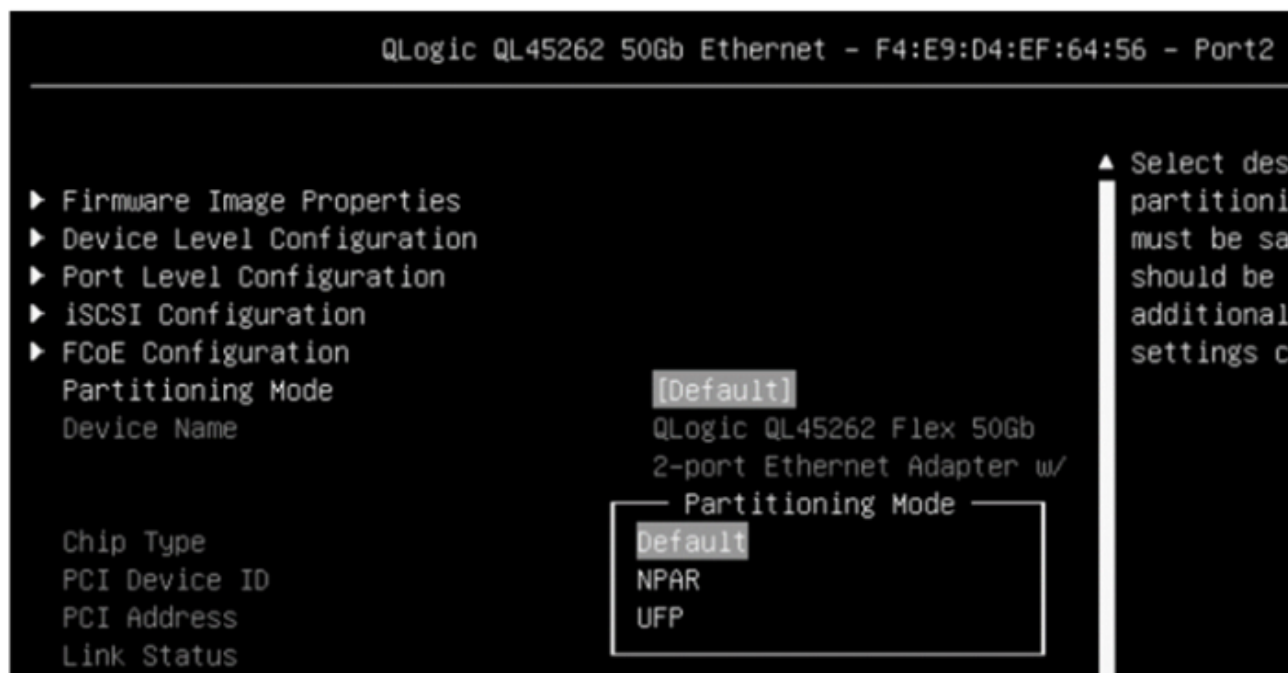 QLogic QL45262 50Gb Ethernet – F4:E9:D4:EF:64:56 – Port2
Select des
▶ Firmware Image Properties
partitioni
▶ Device Level Configuration
must be sa
▶ Port Level Configuration
should be
▶ iSCSI Configuration
additional
▶ FCoE Configuration
settings c
Partitioning Mode [Default]
Device Name QLogic QL45262 Flex 50Gb
2-port Ethernet Adapter w/
Partitioning Mode
Chip Type Default
PCI Device ID NPAR
PCI Address UFP
Link Status